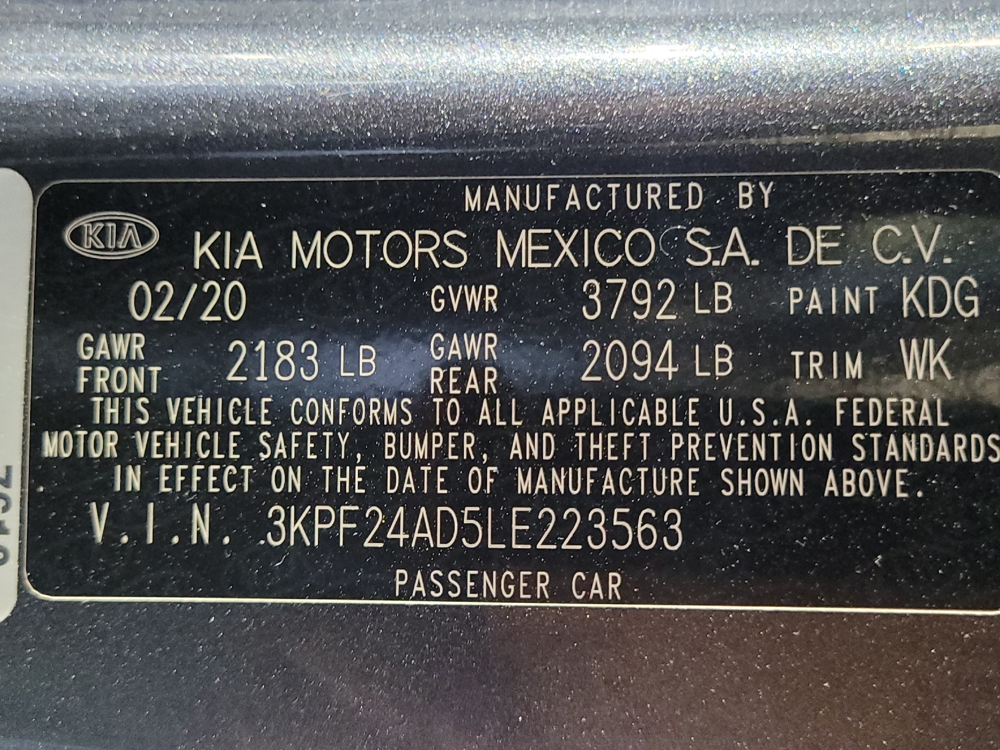 MANUFACTURED BY
KIA KIA MOTORS MEXICO S.A. DE C.V.
02/20 GVWR 3792 LB PAINT KDG
GAWR FRONT 2183 LB GAWR REAR 2094 LB TRIM WK
THIS VEHICLE CONFORMS TO ALL APPLICABLE U.S.A. FEDERAL
MOTOR VEHICLE SAFETY, BUMPER, AND THEFT PREVENTION STANDARDS
IN EFFECT ON THE DATE OF MANUFACTURE SHOWN ABOVE.
V.I.N. 3KPF24AD5LE223563
PASSENGER CAR